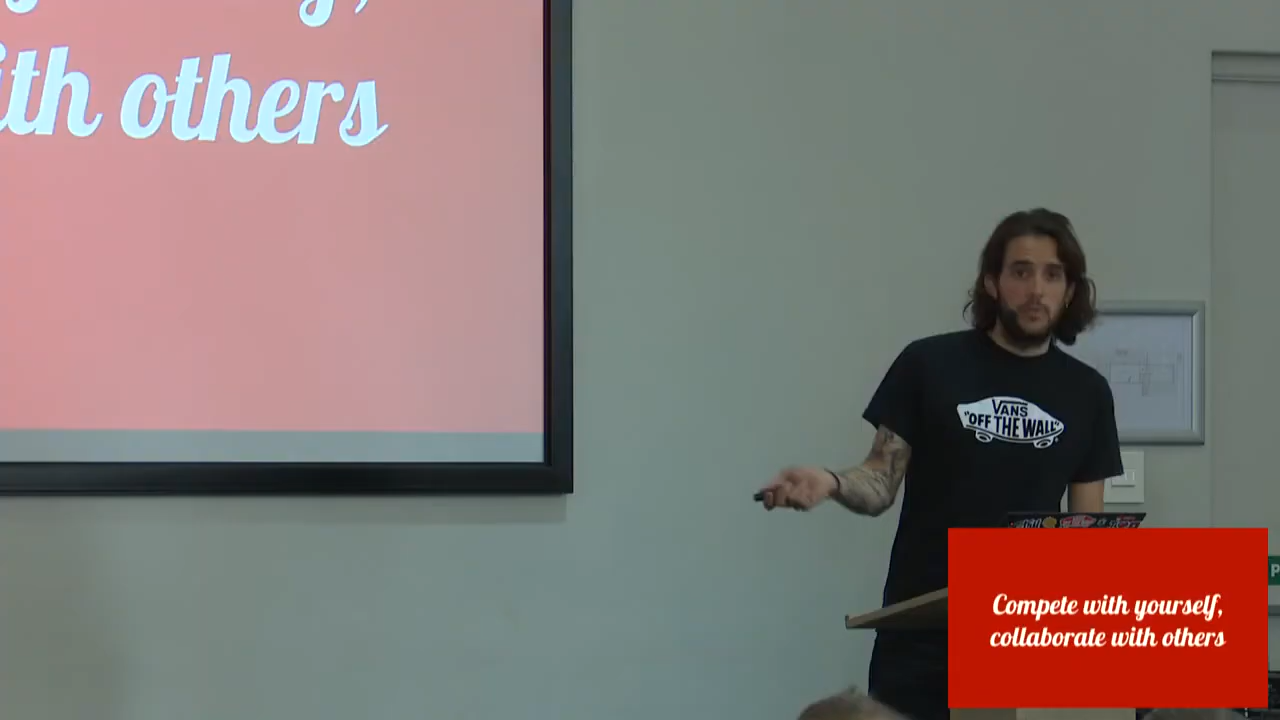 ith others
VANS
"OFF THE WALL"
Compete with yourself,
collaborate with others
P